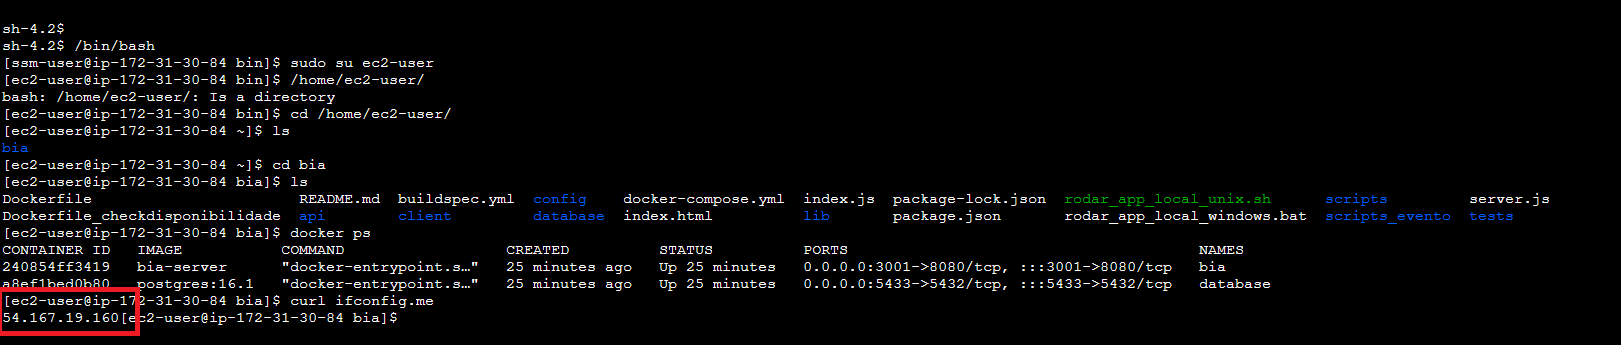 sh-4.2$
sh-4.2$ /bin/bash
[ssm-user@ip-172-31-30-84 bin]$ sudo su ec2-user
[ec2-user@ip-172-31-30-84 bin]$ /home/ec2-user/
bash: /home/ec2-user/: Is a directory
[ec2-user@ip-172-31-30-84 bin]$ cd /home/ec2-user/
[ec2-user@ip-172-31-30-84 ~]$ ls
bia
[ec2-user@ip-172-31-30-84 ~]$ cd bia
[ec2-user@ip-172-31-30-84 bia]$ ls
Dockerfile README.md buildspec.yml config docker-compose.yml index.js package-lock.json rodar_app_local_unix.sh scripts server.js
Dockerfile_checkdisponibilidade api client database index.html lib package.json rodar_app_local_windows.bat scripts_evento tests
[ec2-user@ip-172-31-30-84 bia]$ docker ps
CONTAINER ID IMAGE COMMAND CREATED STATUS PORTS NAMES
240854ff3419 bia-server "docker-entrypoint.s…" 25 minutes ago Up 25 minutes 0.0.0.0:3001->8080/tcp, :::3001->8080/tcp bia
a8ef1bed0b80 postgres:16.1 "docker-entrypoint.s…" 25 minutes ago Up 25 minutes 0.0.0.0:5433->5432/tcp, :::5433->5432/tcp database
[ec2-user@ip-172-31-30-84 bia]$ curl ifconfig.me
54.167.19.160[ec2-user@ip-172-31-30-84 bia]$